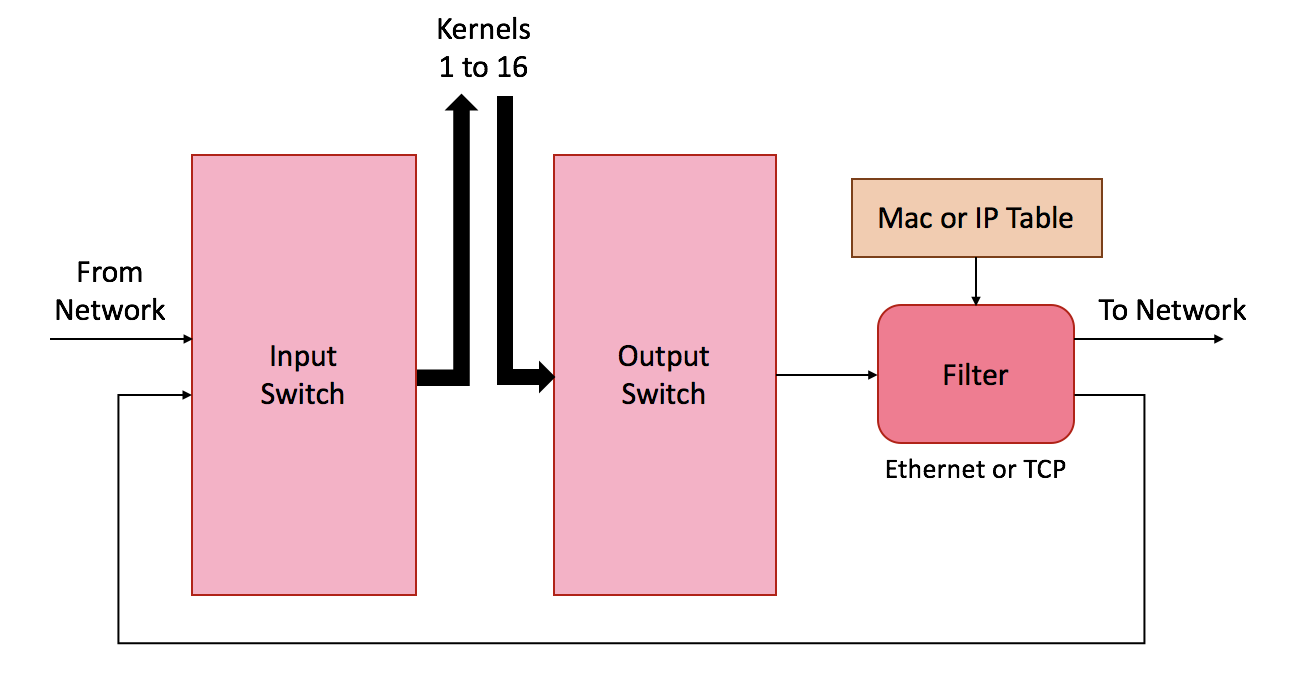 Kernels
1 to 16
From
Network
Input
Switch
Output
Switch
Mac or IP Table
Filter
Ethernet or TCP
To Network